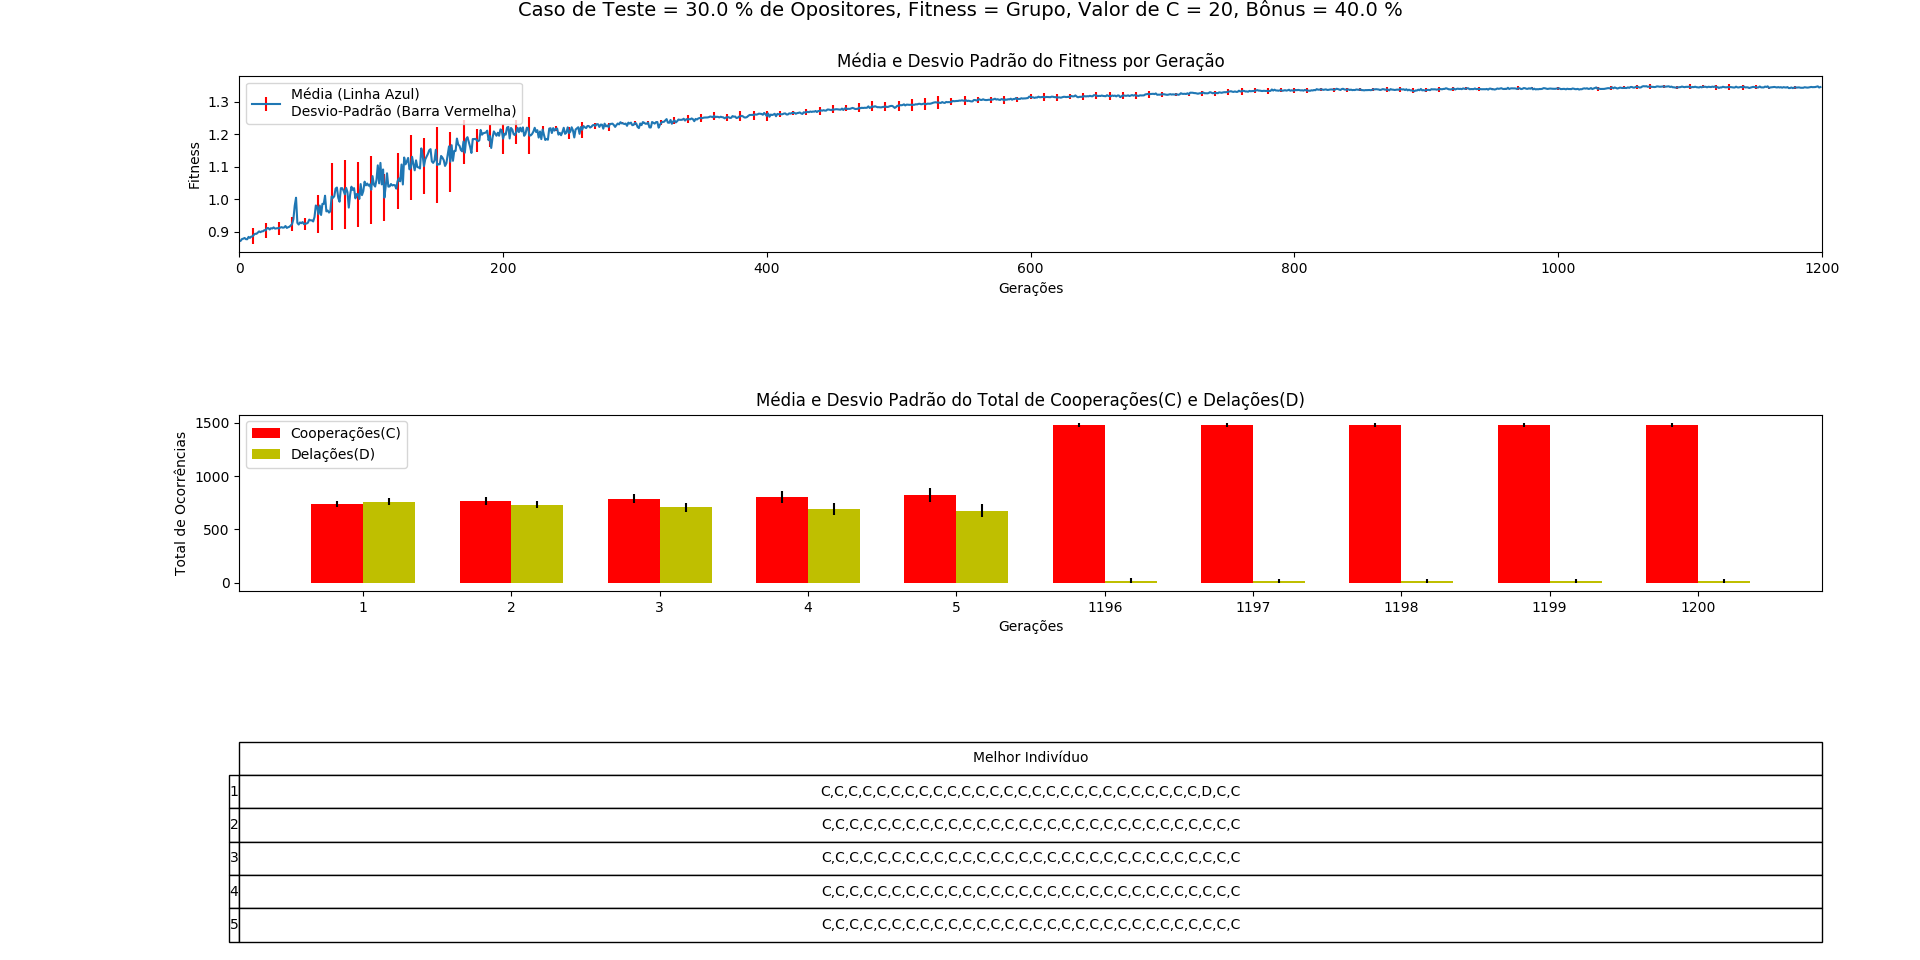 Caso de Teste = 30.0 % de Opositores, Fitness = Grupo, Valor de C = 20, Bônus = 40.0 %
Média e Desvio Padrão do Fitness por Geração
Média (Linha Azul)
Desvio-Padrão (Barra Vermelha)
Fitness
1.3
1.2
1.1
1.0
0.9
0 200 400 600 800 1000 1200
Gerações
Média e Desvio Padrão do Total de Cooperações(C) e Delações(D)
Cooperações(C)
Delações(D)
Total de Ocorrências
1500
1000
500
0
1 2 3 4 5 1196 1197 1198 1199 1200
Gerações
Melhor Indivíduo
1 C,C,C,C,C,C,C,C,C,C,C,C,C,C,C,C,C,C,C,C,C,C,C,C,C,C,C,D,C,C
2 C,C,C,C,C,C,C,C,C,C,C,C,C,C,C,C,C,C,C,C,C,C,C,C,C,C,C,C,C,C
3 C,C,C,C,C,C,C,C,C,C,C,C,C,C,C,C,C,C,C,C,C,C,C,C,C,C,C,C,C,C
4 C,C,C,C,C,C,C,C,C,C,C,C,C,C,C,C,C,C,C,C,C,C,C,C,C,C,C,C,C,C
5 C,C,C,C,C,C,C,C,C,C,C,C,C,C,C,C,C,C,C,C,C,C,C,C,C,C,C,C,C,C